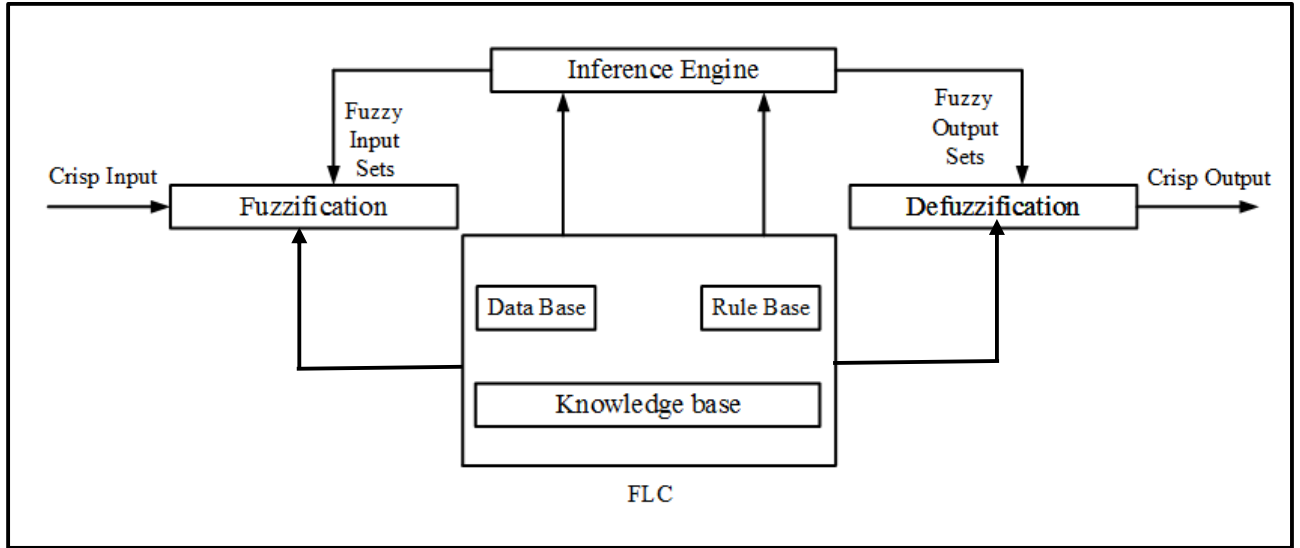 Inference Engine
Fuzzy
Input
Sets
Fuzzy
Output
Sets
Crisp Input
Crisp Output
Fuzzification
Defuzzification
Data Base
Rule Base
Knowledge base
FLC